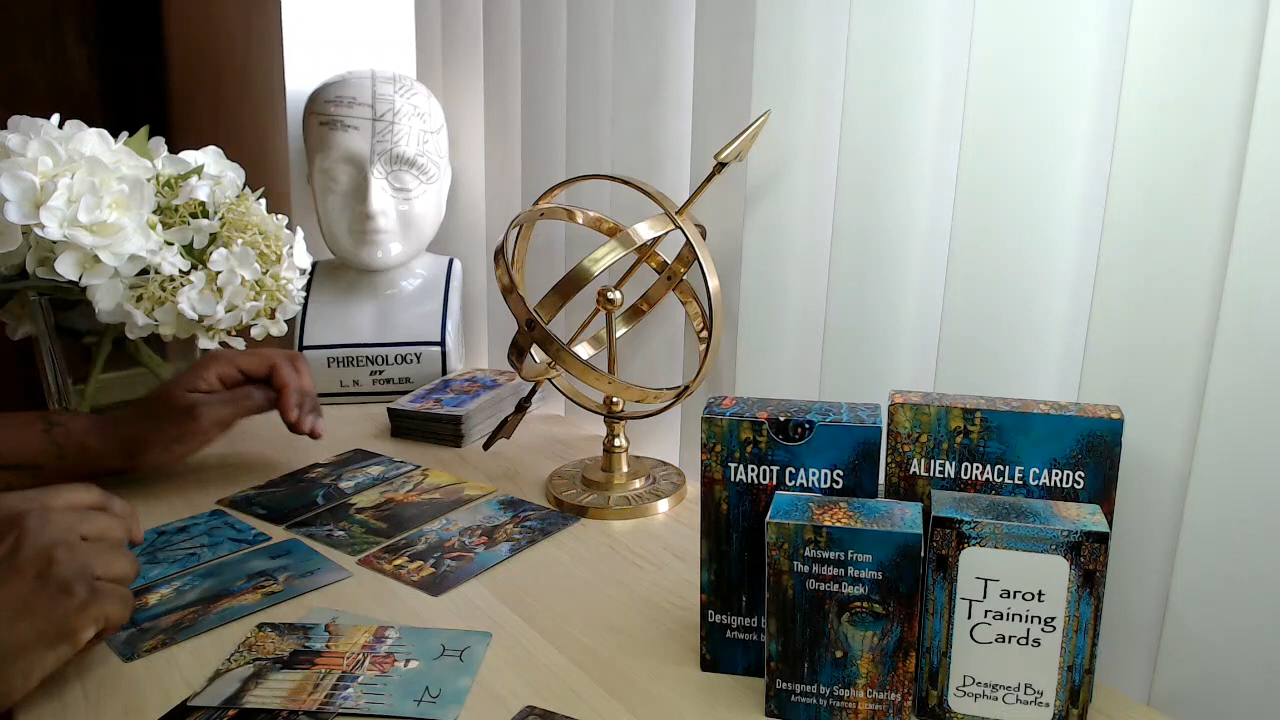 PHRENOLOGY
BY
L. N. FOWLER.
TAROT CARDS
Designed b
Artwork b
ALIEN ORACLE CARDS
Answers From
The Hidden Realms
(Oracle Deck)
Designed by Sophia Charles
Artwork by Frances
Tarot
Training
Cards
Designed By
Sophia Charles